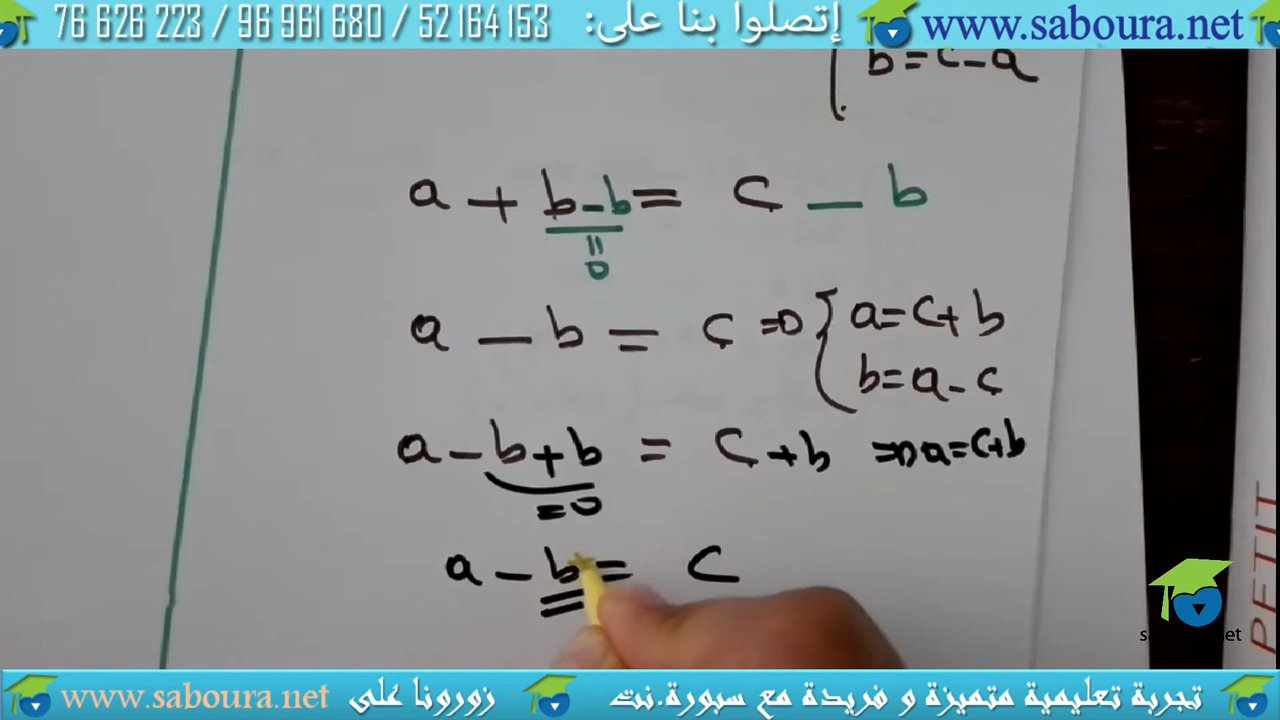 76 626 223 / 96 961 680 / 52 164 153 إتصلوا بنا على:
www.saboura.net
b = c - a
a + b - b = c - b
= 0
a - b = c => { a = c + b
b = a - c
a - b + b = c + b => a = c + b
= 0
a - b = c
PETIT
www.saboura.net زورونا على
تجربة تعليمية متميزة و فريدة مع سبورة.نت